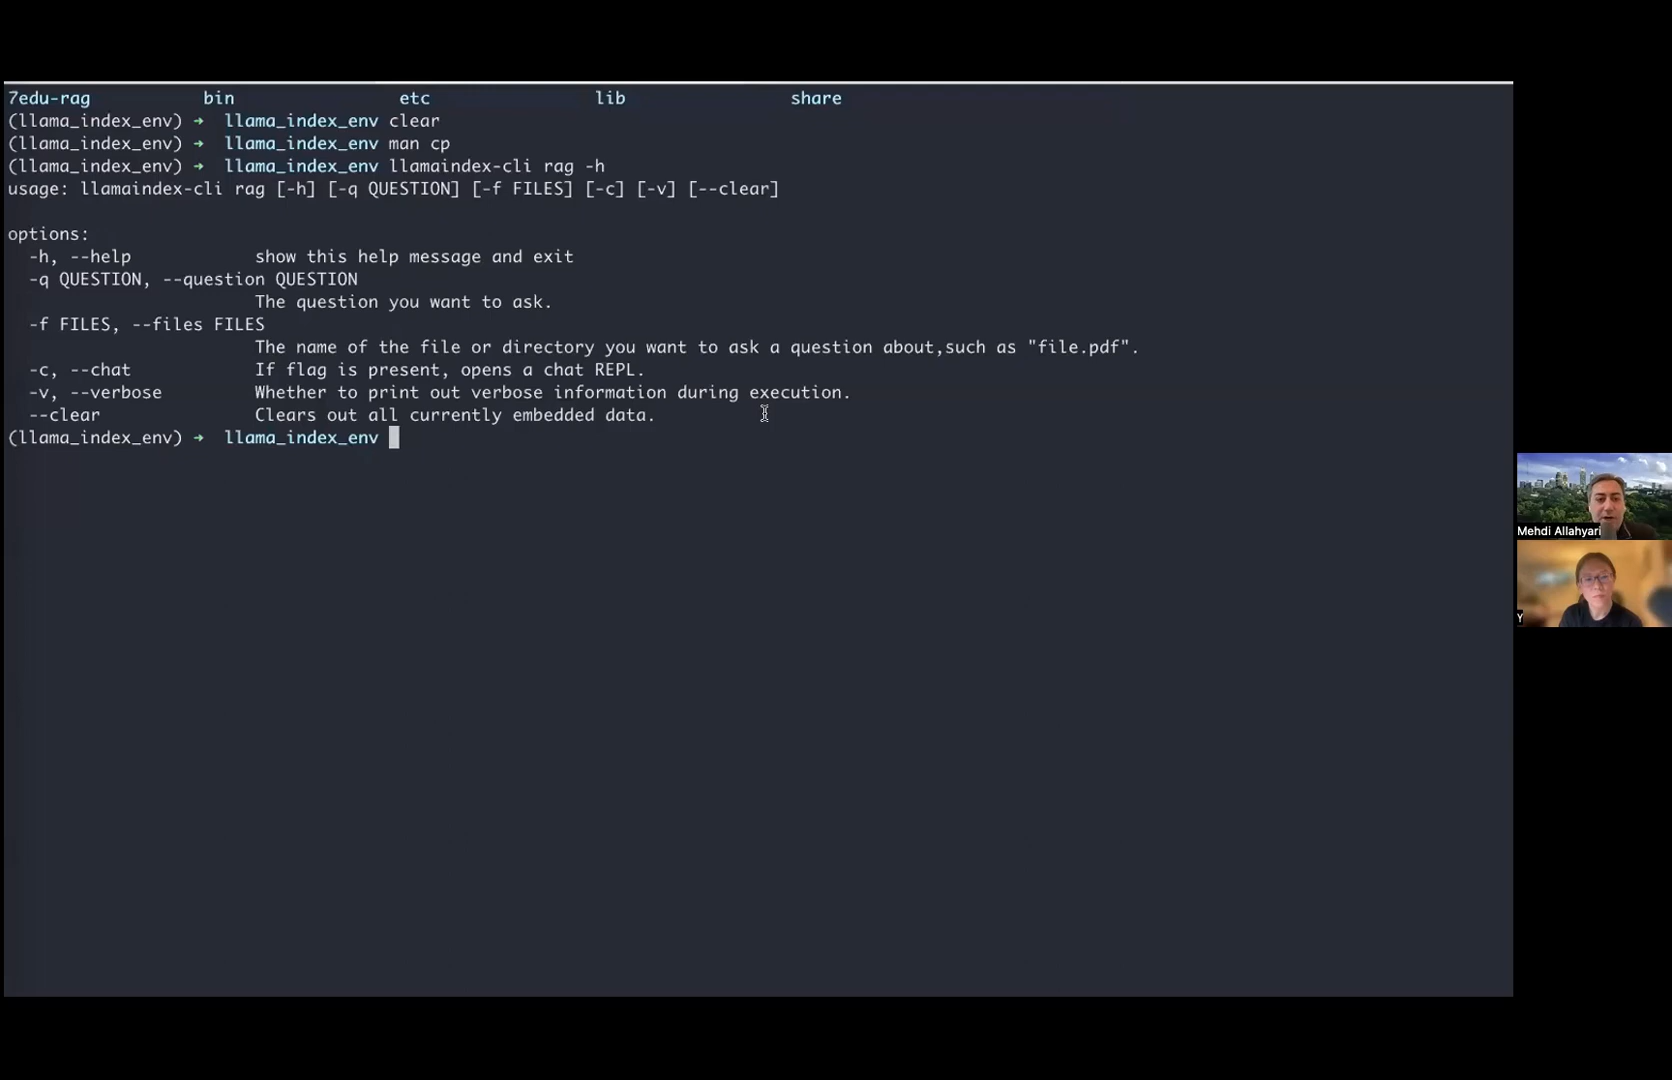 7edu-rag bin etc lib share
(llama_index_env) → llama_index_env clear
(llama_index_env) → llama_index_env man cp
(llama_index_env) → llama_index_env llamaindex-cli rag -h
usage: llamaindex-cli rag [-h] [-q QUESTION] [-f FILES] [-c] [-v] [--clear]
options:
-h, --help show this help message and exit
-q QUESTION, --question QUESTION
The question you want to ask.
-f FILES, --files FILES
The name of the file or directory you want to ask a question about,such as "file.pdf".
-c, --chat If flag is present, opens a chat REPL.
-v, --verbose Whether to print out verbose information during execution.
--clear Clears out all currently embedded data.
(llama_index_env) → llama_index_env
Mehdi Allahyari
Y